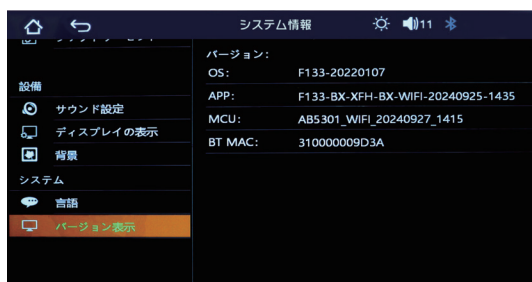 システム情報
11
バージョン:
OS: F133-20220107
設備
APP: F133-BX-XFH-BX-WIFI-20240925-1435
サウンド設定
MCU: AB5301_WIFI_20240927_1415
ディスプレイの表示
BT MAC: 310000009D3A
背景
システム
言語
バージョン表示